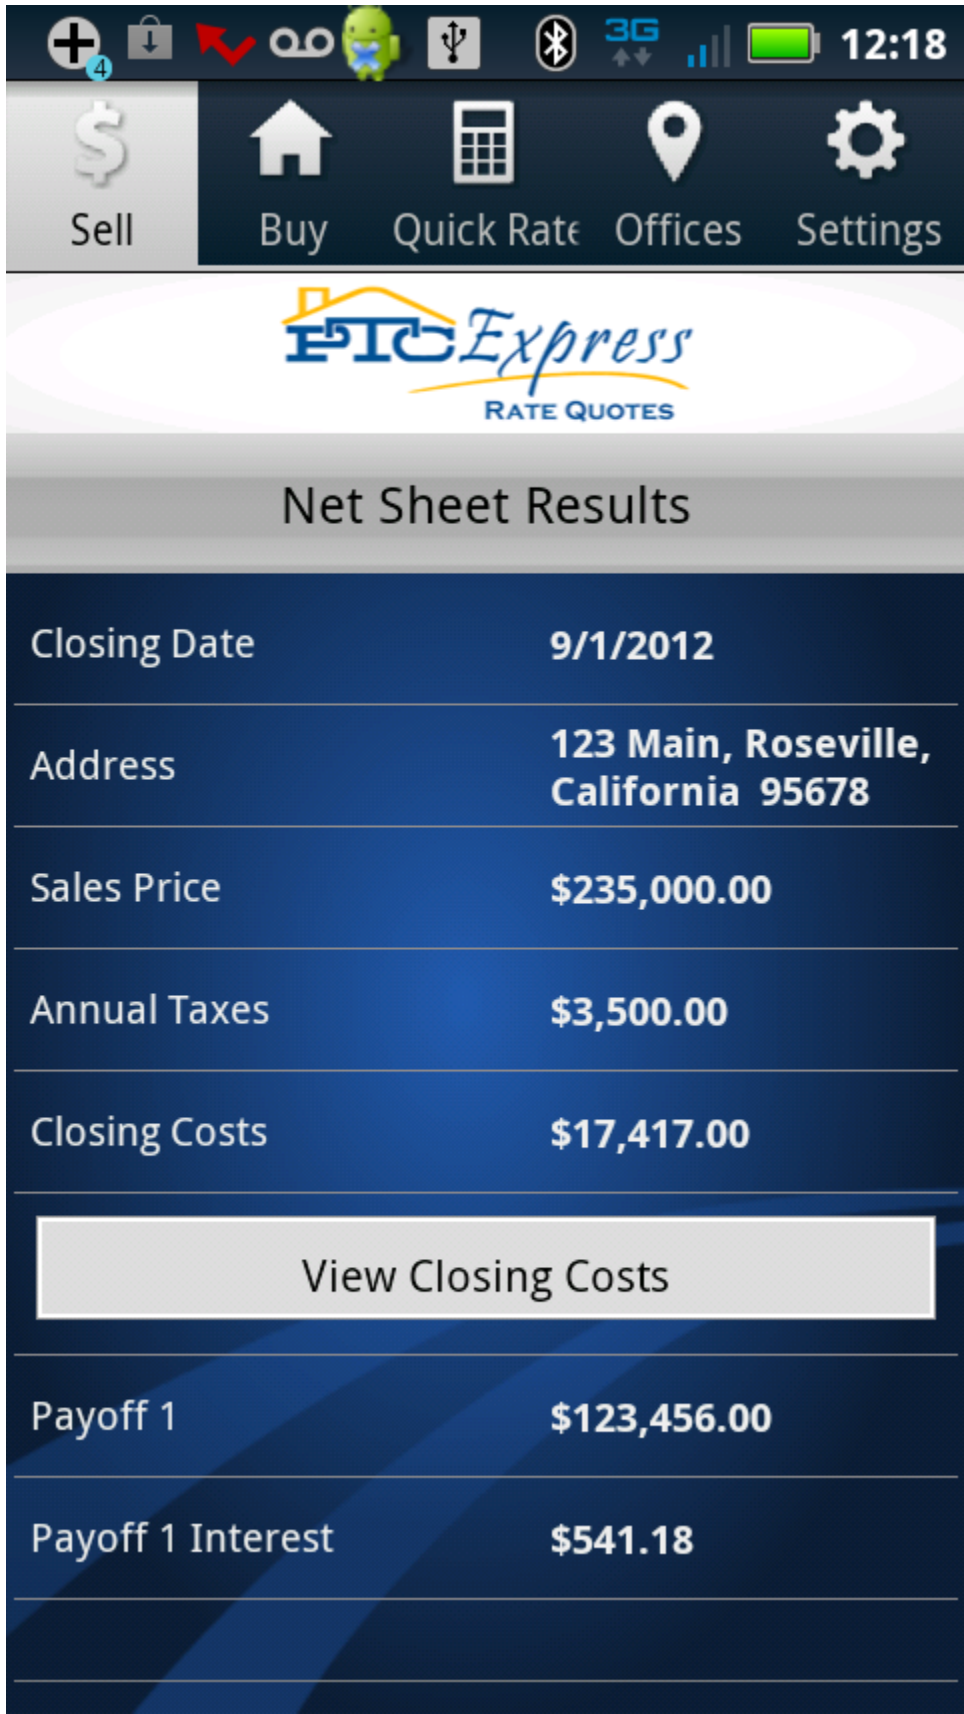 4
3G
12:18
Sell Buy Quick Rate Offices Settings
PTC Express
RATE QUOTES
Net Sheet Results
Closing Date 9/1/2012
Address 123 Main, Roseville,
California 95678
Sales Price $235,000.00
Annual Taxes $3,500.00
Closing Costs $17,417.00
View Closing Costs
Payoff 1 $123,456.00
Payoff 1 Interest $541.18